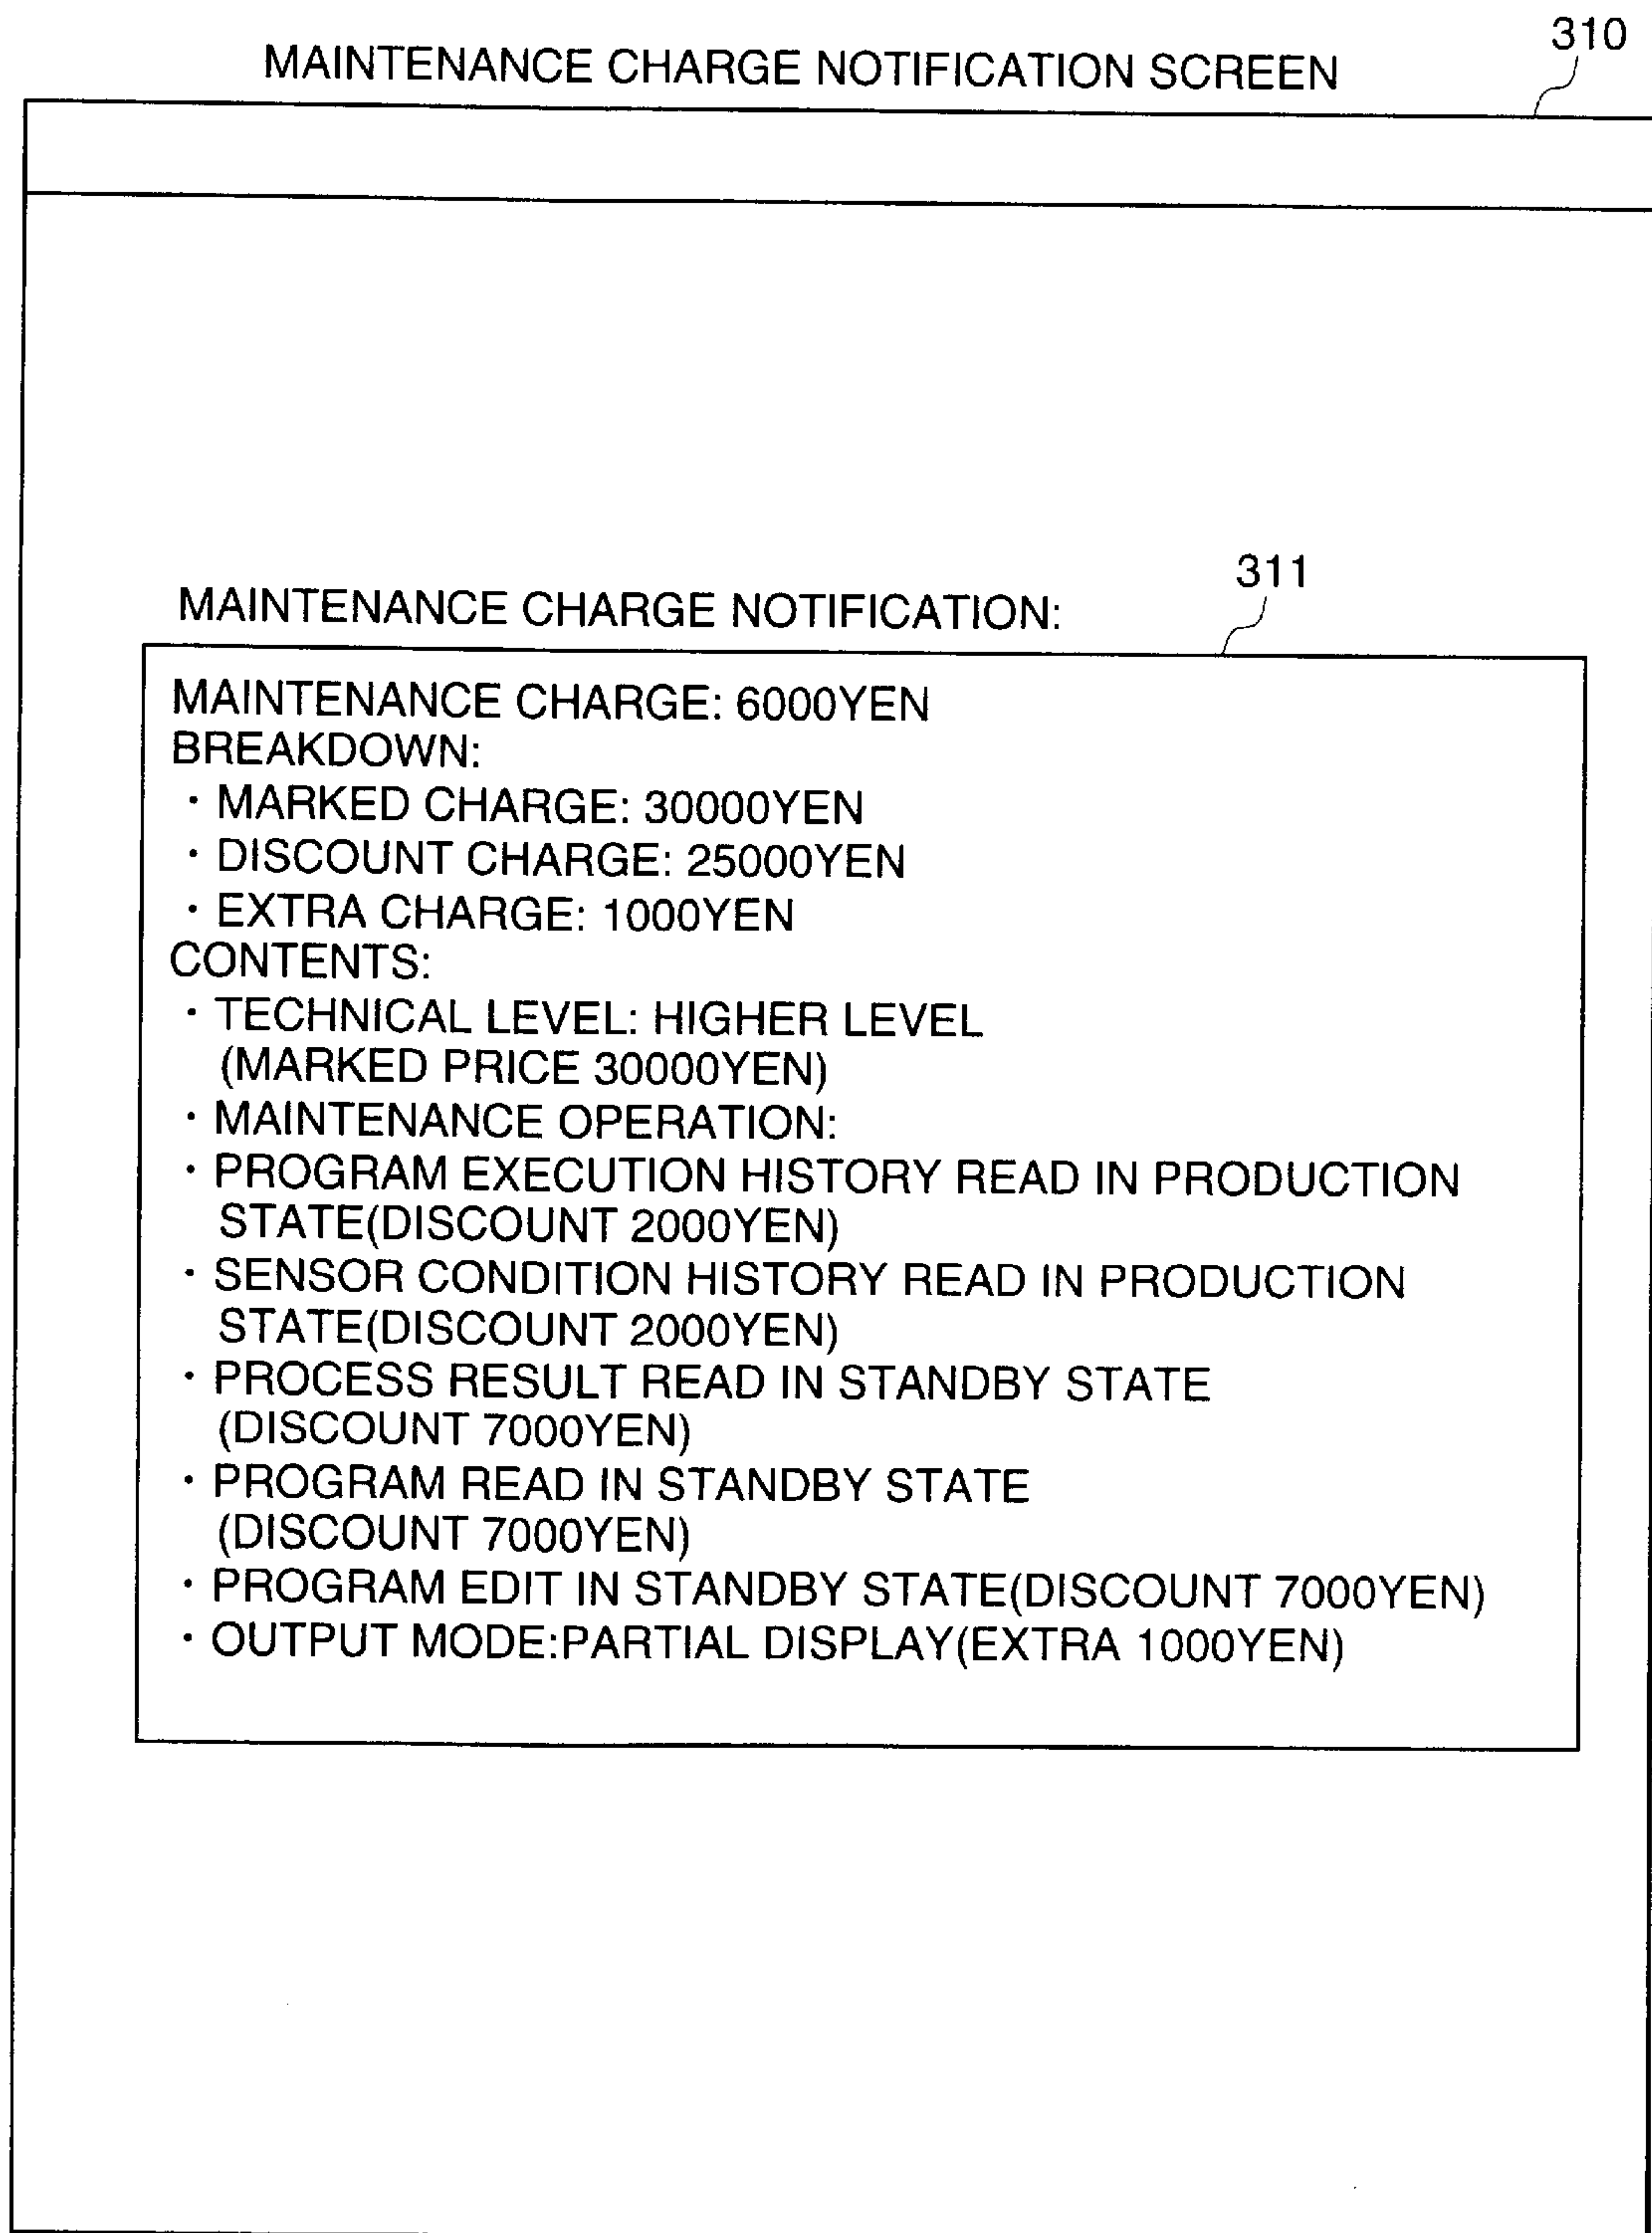 310
MAINTENANCE CHARGE NOTIFICATION SCREEN
311
MAINTENANCE CHARGE NOTIFICATION:
MAINTENANCE CHARGE: 6000YEN
BREAKDOWN:
・MARKED CHARGE: 30000YEN
・DISCOUNT CHARGE: 25000YEN
・EXTRA CHARGE: 1000YEN
CONTENTS:
・TECHNICAL LEVEL: HIGHER LEVEL
(MARKED PRICE 30000YEN)
・MAINTENANCE OPERATION:
・PROGRAM EXECUTION HISTORY READ IN PRODUCTION
STATE(DISCOUNT 2000YEN)
・SENSOR CONDITION HISTORY READ IN PRODUCTION
STATE(DISCOUNT 2000YEN)
・PROCESS RESULT READ IN STANDBY STATE
(DISCOUNT 7000YEN)
・PROGRAM READ IN STANDBY STATE
(DISCOUNT 7000YEN)
・PROGRAM EDIT IN STANDBY STATE(DISCOUNT 7000YEN)
・OUTPUT MODE:PARTIAL DISPLAY(EXTRA 1000YEN)